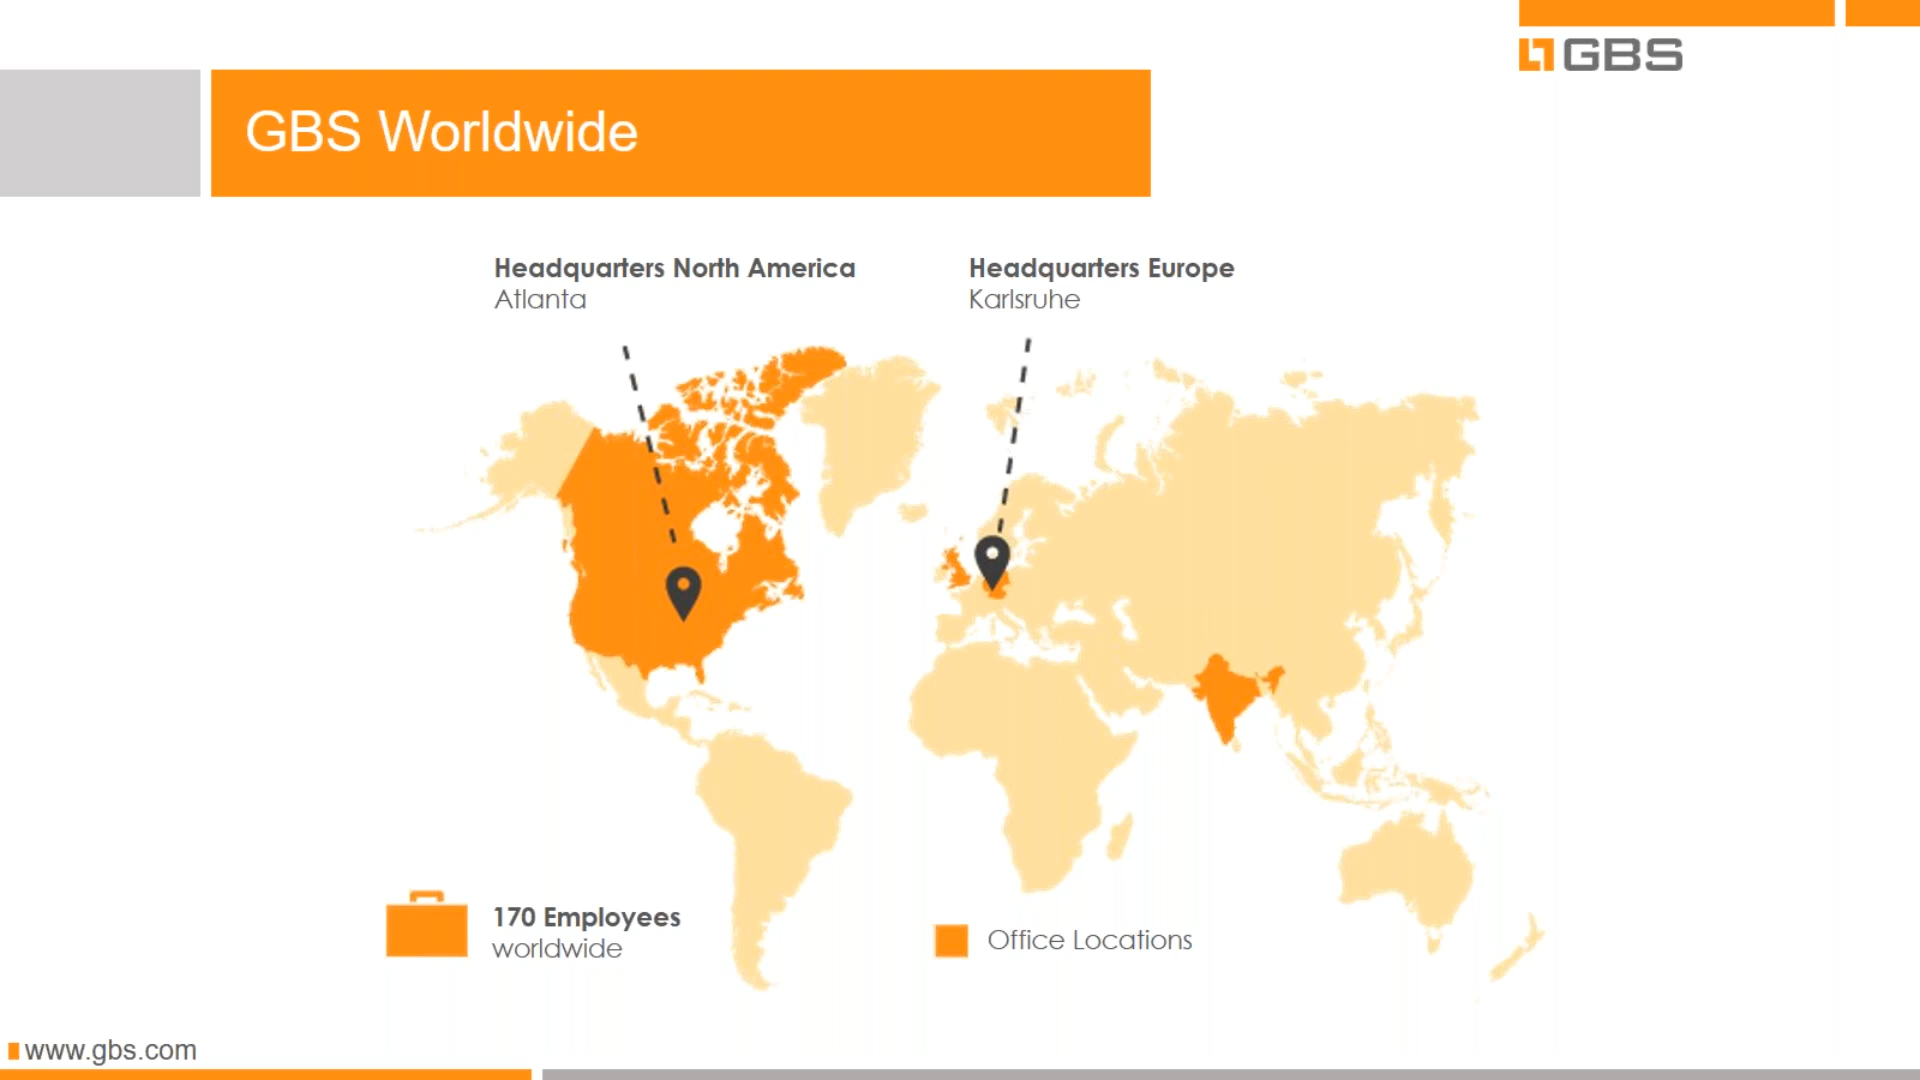 GBS
GBS Worldwide
Headquarters North America
Atlanta
Headquarters Europe
Karlsruhe
170 Employees
worldwide
Office Locations
www.gbs.com